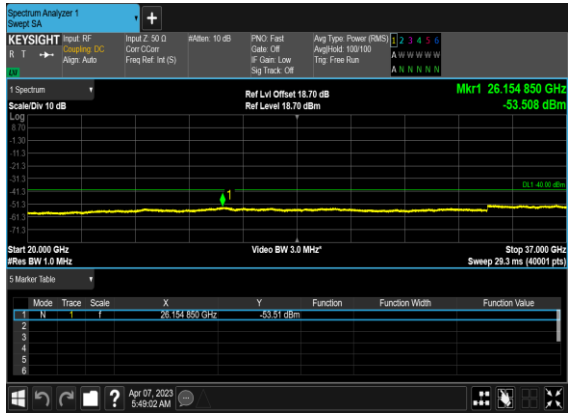 Spectrum Analyzer 1
Swept SA
+
KEYSIGHT Input: RF Input Z: 50 Ω #Atten: 10 dB PNO: Fast Avg Type: Power (RMS) 1 2 3 4 5 6
R T Coupling: DC Corr CCorr Gate: Off Avg|Hold: 100/100 A W W W W W
Align: Auto Freq Ref: Int (S) IF Gain: Low Trig: Free Run
LXI Sig Track: Off A N N N N N
1 Spectrum Ref Lvl Offset 18.70 dB Mkr1 26.154 850 GHz
Scale/Div 10 dB Ref Level 18.70 dBm -53.508 dBm
Log
8.70
-1.30
-11.3
-21.3
-31.3
DL1 -40.00 dBm
-41.3
1
-51.3
-61.3
-71.3
Start 20.000 GHz Video BW 3.0 MHz* Stop 37.000 GHz
#Res BW 1.0 MHz Sweep 29.3 ms (40001 pts)
5 Marker Table
Mode Trace Scale X Y Function Function Width Function Value
1 N 1 f 26.154 850 GHz -53.51 dBm
2
3
4
5
6
? Apr 07, 2023
5:49:02 AM